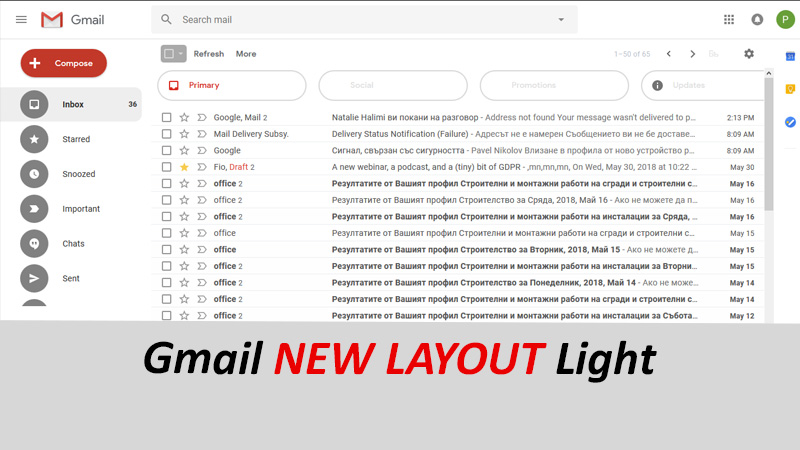 Gmail
Search mail
P
Compose
Refresh
More
1–50 of 65
Primary
Social
Promotions
Updates
Inbox 36
Starred
Snoozed
Important
Chats
Sent
Google, Mail 2 Natalie Halimi ви покани на разговор - Address not found Your message wasn't delivered to p... 2:13 PM
Mail Delivery Subsy. Delivery Status Notification (Failure) - Адресът не е намерен Съобщението ви не бе доставе... 8:09 AM
Google Сигнал, свързан със сигурността - Pavel Nikolov Влизане в профила от ново устройство p... 8:09 AM
Fio, Draft 2 A new webinar, a podcast, and a (tiny) bit of GDPR - ,mn,mn,mn, On Wed, May 30, 2018 at 10:22 ... May 30
office 2 Резултатите от Вашият профил Строителни и монтажни работи на сгради и строителни с... May 16
office 2 Резултатите от Вашият профил Строителство за Сряда, 2018, Май 16 - Ако не можете да п... May 16
office 2 Резултатите от Вашият профил Строителни и монтажни работи на инсталации за Сряда, ... May 16
office Резултатите от Вашият профил Строителни и монтажни работи на сгради и строителни с... May 15
office 2 Резултатите от Вашият профил Строителство за Вторник, 2018, Май 15 - Ако не можете д... May 15
office 2 Резултатите от Вашият профил Строителни и монтажни работи на инсталации за Вторни... May 15
office 2 Резултатите от Вашият профил Строителство за Понеделник, 2018, Май 14 - Ако не може... May 14
office 2 Резултатите от Вашият профил Строителни и монтажни работи на сгради и строителни с... May 14
office 2 Резултатите от Вашият профил Строителни и монтажни работи на инсталации за Събота... May 12
Gmail NEW LAYOUT Light